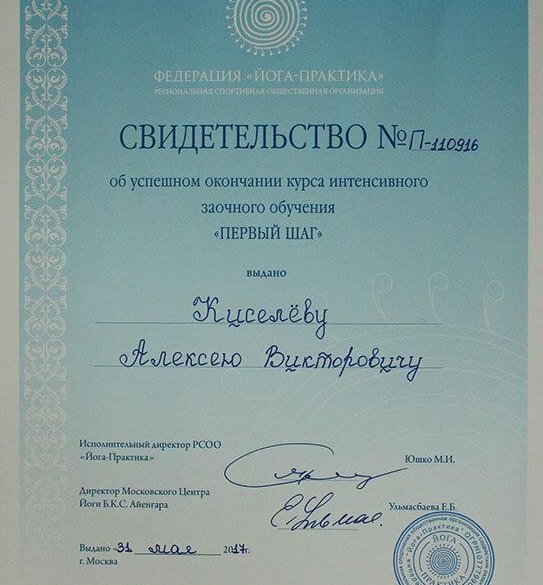 ФЕДЕРАЦИЯ «ЙОГА-ПРАКТИКА»
РЕГИОНАЛЬНАЯ СПОРТИВНАЯ ОБЩЕСТВЕННАЯ ОРГАНИЗАЦИЯ
СВИДЕТЕЛЬСТВО № П-110916
об успешном окончании курса интенсивного
заочного обучения
«ПЕРВЫЙ ШАГ»
выдано
Киселёву
Алексею Викторовичу
Исполнительный директор РСОО
«Йога-Практика»
Юшко М.И.
Директор Московского Центра
Йоги Б.К.С. Айенгара
Ульмасбаева Е.Б.
Выдано «31» мая 2017г.
г. Москва
ЙОГА